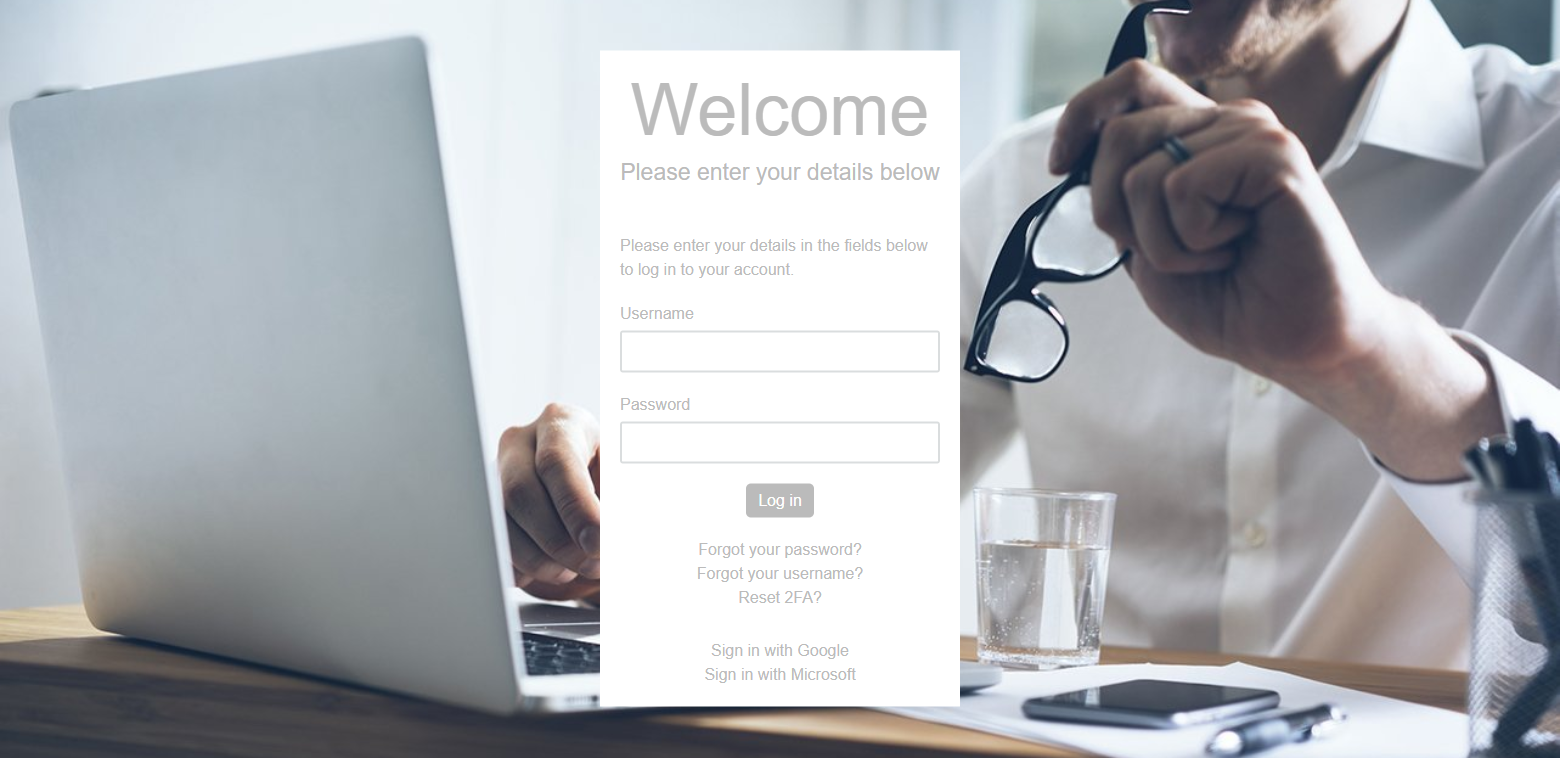 Welcome
Please enter your details below
Please enter your details in the fields below
to log in to your account.
Username
Password
Log in
Forgot your password?
Forgot your username?
Reset 2FA?
Sign in with Google
Sign in with Microsoft